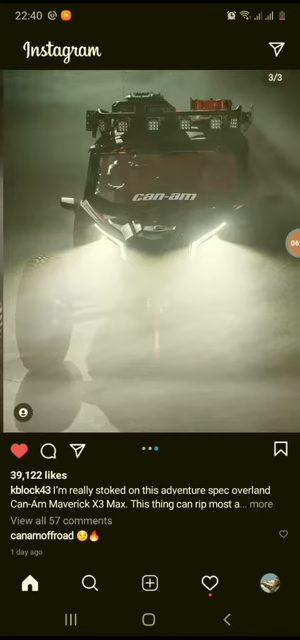 22:40
Instagram
3/3
can-am
06
39,122 likes
kblock43 I'm really stoked on this adventure spec overland
Can-Am Maverick X3 Max. This thing can rip most a... more
View all 57 comments
canamoffroad
1 day ago